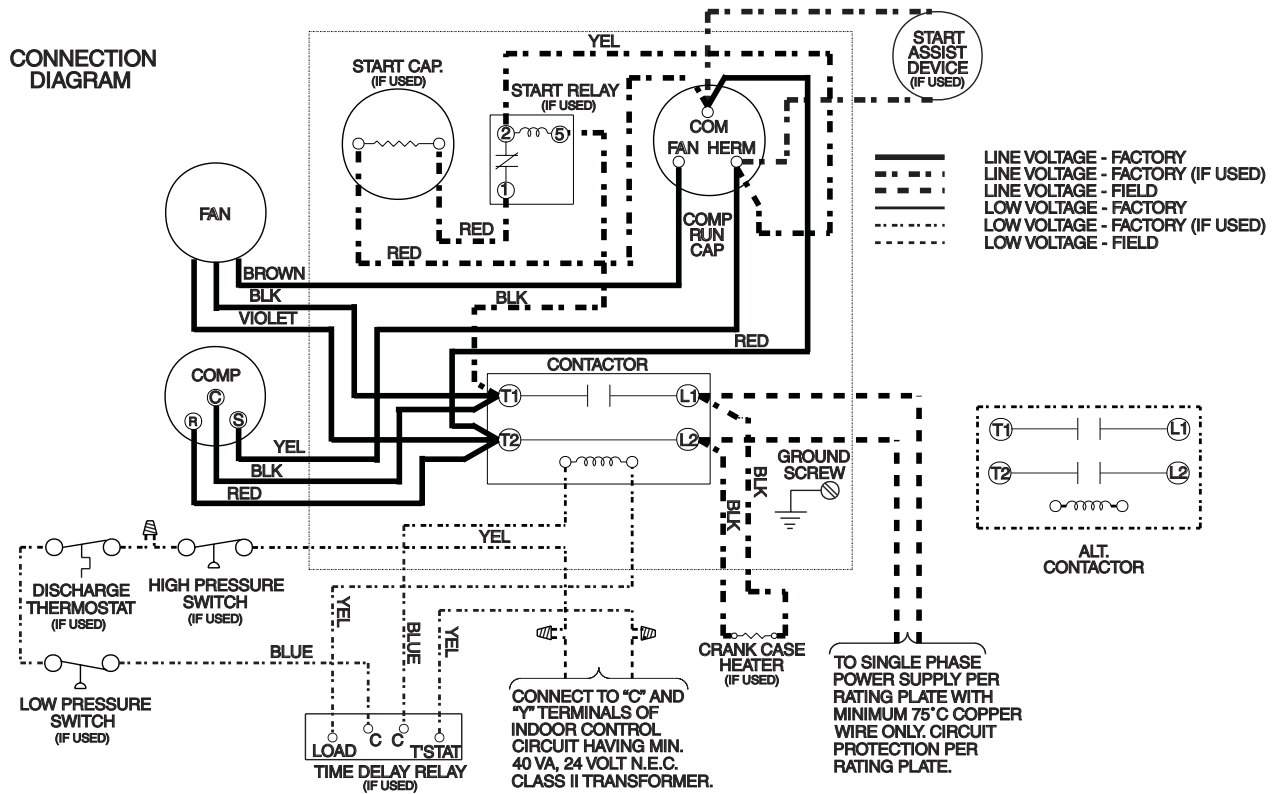 CONNECTION
DIAGRAM
START CAP.
(IF USED)
START RELAY
(IF USED)
2
5
1
YEL
COM
FAN HERM
COMP
RUN
CAP
START
ASSIST
DEVICE
(IF USED)
LINE VOLTAGE - FACTORY
LINE VOLTAGE - FACTORY (IF USED)
LINE VOLTAGE - FIELD
LOW VOLTAGE - FACTORY
LOW VOLTAGE - FACTORY (IF USED)
LOW VOLTAGE - FIELD
FAN
RED
RED
BROWN
BLK
VIOLET
BLK
RED
COMP
C
R
S
YEL
BLK
RED
CONTACTOR
T1
L1
T2
L2
GROUND
SCREW
BLK
BLK
T1
L1
T2
L2
ALT.
CONTACTOR
YEL
DISCHARGE
THERMOSTAT
(IF USED)
HIGH PRESSURE
SWITCH
(IF USED)
YEL
BLUE
YEL
BLUE
LOW PRESSURE
SWITCH
(IF USED)
LOAD
C
C
T'STAT
TIME DELAY RELAY
(IF USED)
CONNECT TO “C” AND
“Y” TERMINALS OF
INDOOR CONTROL
CIRCUIT HAVING MIN.
40 VA, 24 VOLT N.E.C.
CLASS II TRANSFORMER.
CRANK CASE
HEATER
(IF USED)
TO SINGLE PHASE
POWER SUPPLY PER
RATING PLATE WITH
MINIMUM 75°C COPPER
WIRE ONLY. CIRCUIT
PROTECTION PER
RATING PLATE.